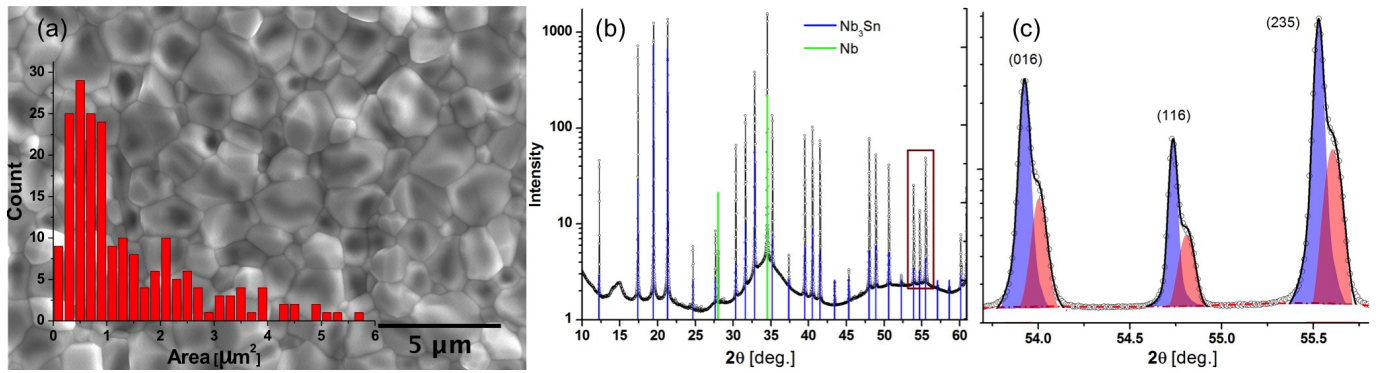 (a)
Count
30
25
20
15
10
5
0
0 1 2 3 4 5 6
Area [μm²]
5 μm
(b)
Nb₃Sn
Nb
Intensity
1000
100
10
1
10 15 20 25 30 35 40 45 50 55 60
2θ [deg.]
(c)
(016)
(116)
(235)
54.0 54.5 55.0 55.5
2θ [deg.]